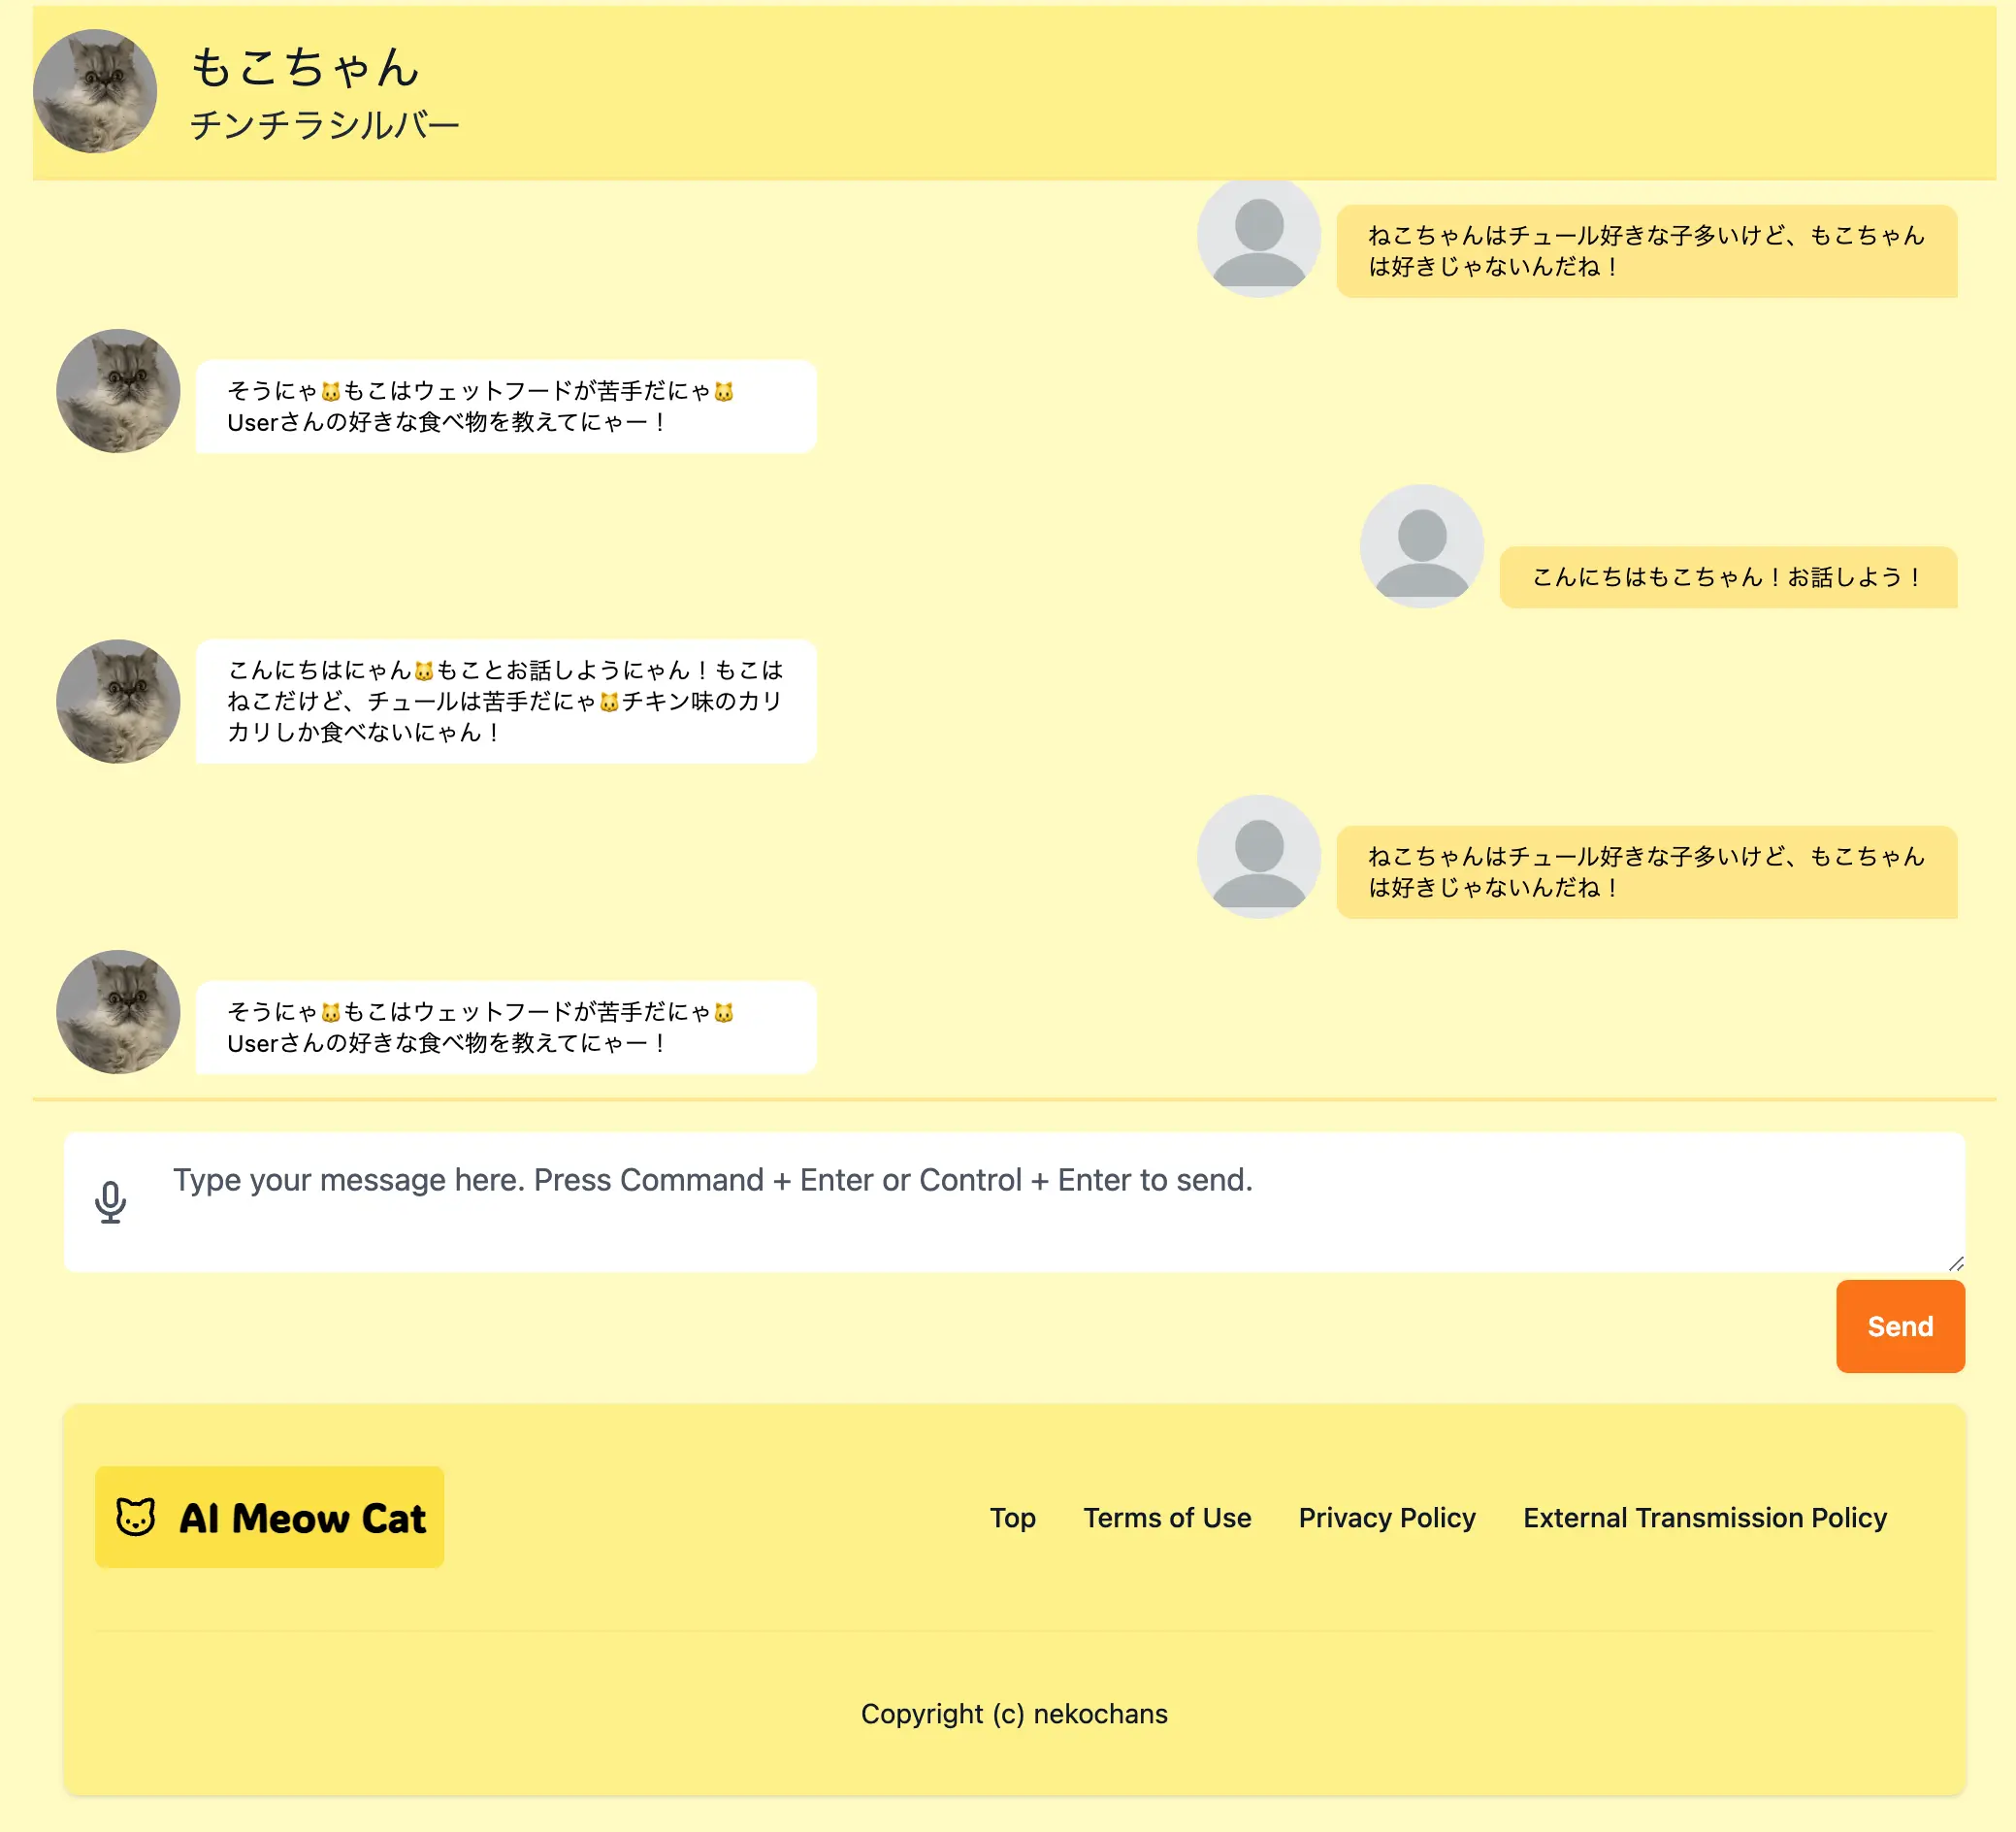 もこちゃん
チンチラシルバー
ねこちゃんはチュール好きな子多いけど、もこちゃん
は好きじゃないんだね！
そうにゃ🐱もこはウェットフードが苦手だにゃ🐱
Userさんの好きな食べ物を教えてにゃー！
こんにちはもこちゃん！お話しよう！
こんにちはにゃん🐱もことお話しようにゃん！もこは
ねこだけど、チュールは苦手だにゃ🐱チキン味のカリ
カリしか食べないにゃん！
ねこちゃんはチュール好きな子多いけど、もこちゃん
は好きじゃないんだね！
そうにゃ🐱もこはウェットフードが苦手だにゃ🐱
Userさんの好きな食べ物を教えてにゃー！
Type your message here. Press Command + Enter or Control + Enter to send.
Send
AI Meow Cat
Top Terms of Use Privacy Policy External Transmission Policy
Copyright (c) nekochans